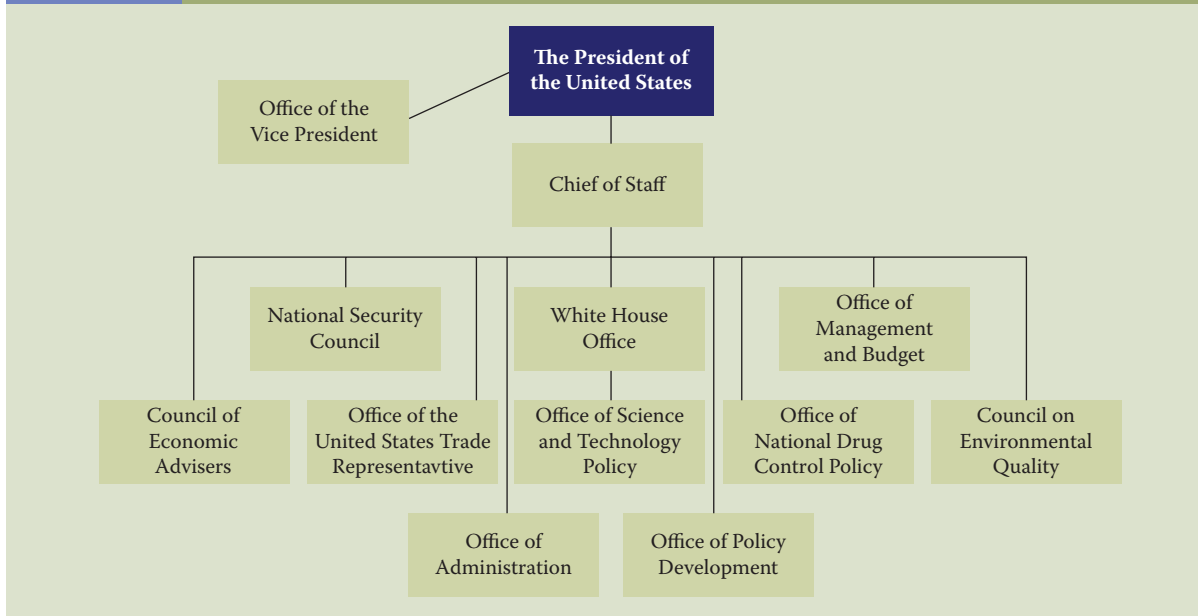 The President of
the United States
Office of the
Vice President
Chief of Staff
National Security
Council
White House
Office
Office of
Management
and Budget
Council of
Economic
Advisers
Office of the
United States Trade
Representavtive
Office of Science
and Technology
Policy
Office of
National Drug
Control Policy
Council on
Environmental
Quality
Office of
Administration
Office of Policy
Development